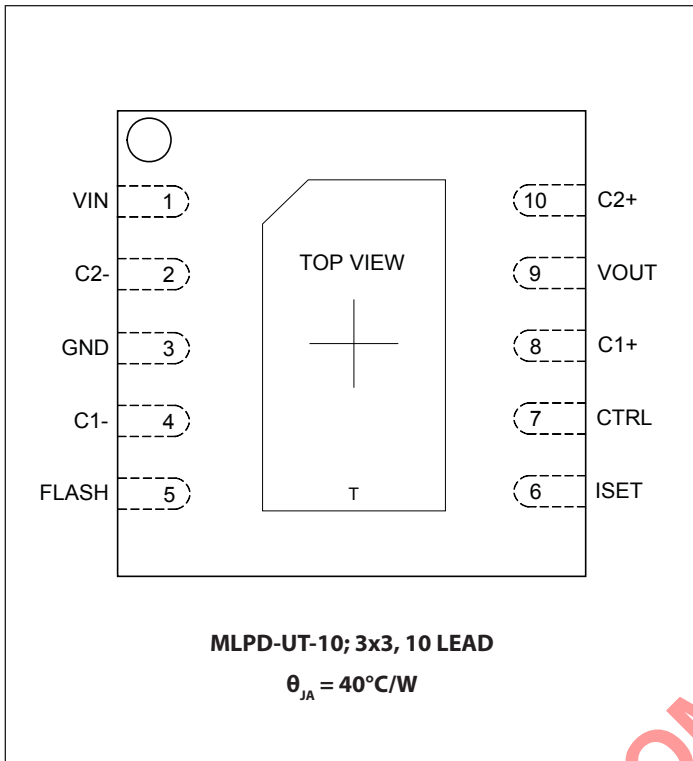 VIN 1
C2- 2
GND 3
C1- 4
FLASH 5
TOP VIEW
T
10 C2+
9 VOUT
8 C1+
7 CTRL
6 ISET
MLPD-UT-10; 3x3, 10 LEAD
θJA = 40°C/W